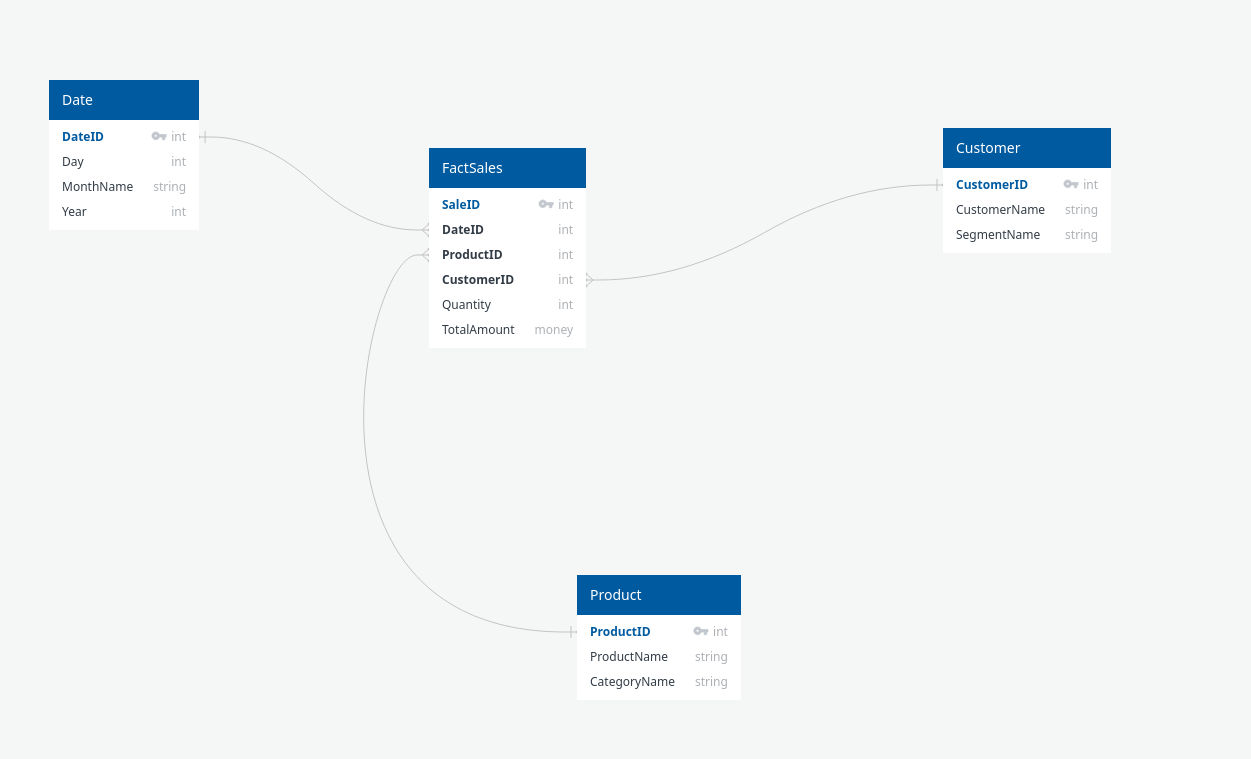 Date
DateID int
Day int
MonthName string
Year int
FactSales
SaleID int
DateID int
ProductID int
CustomerID int
Quantity int
TotalAmount money
Customer
CustomerID int
CustomerName string
SegmentName string
Product
ProductID int
ProductName string
CategoryName string